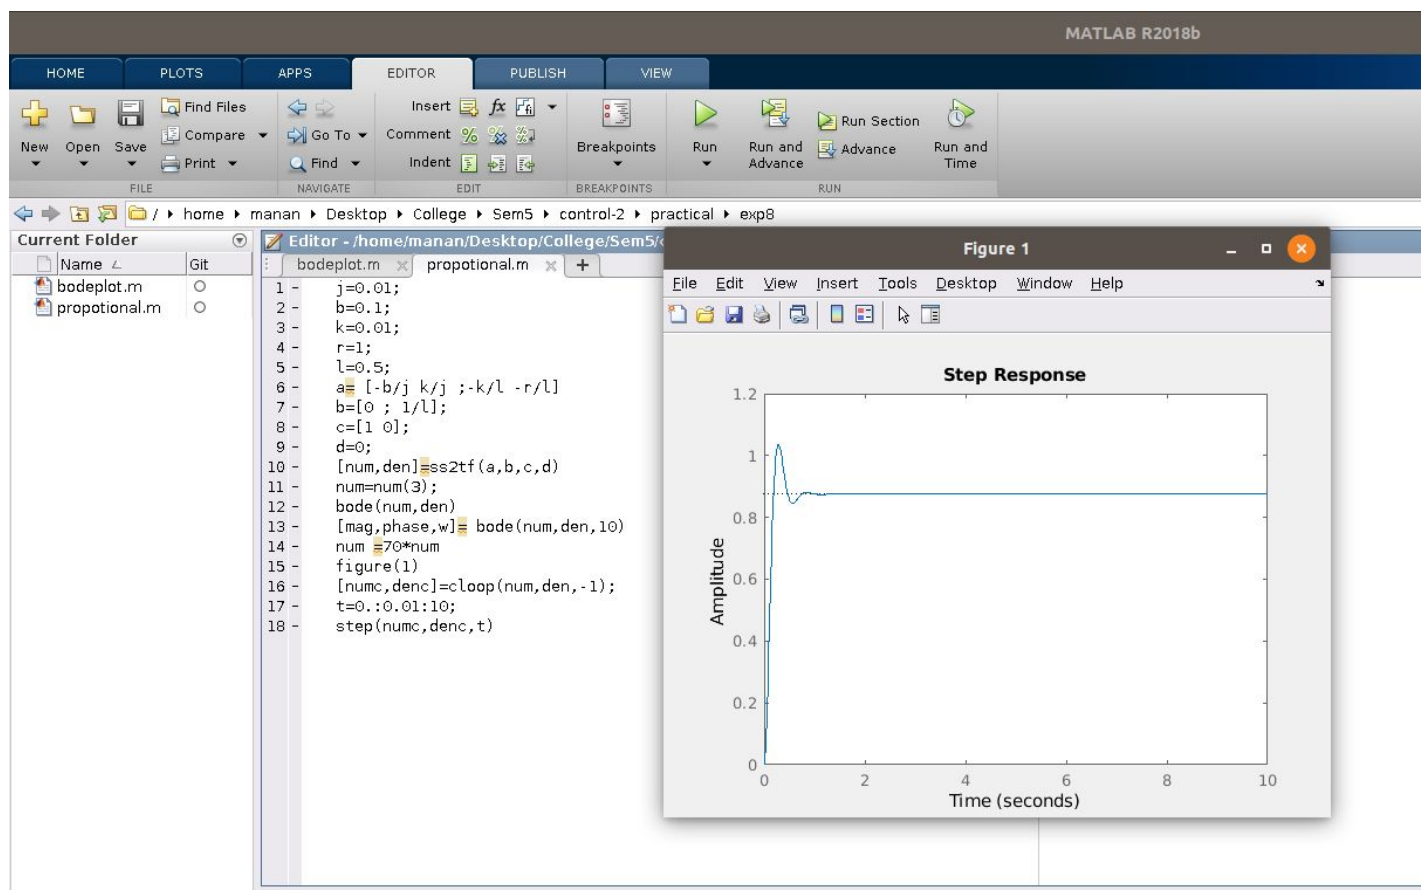 MATLAB R2018b
HOME PLOTS APPS EDITOR PUBLISH VIEW
New Open Save Find Files Compare Print
FILE
Go To Find
NAVIGATE
Insert fx
Comment %
Indent
EDIT
Breakpoints
BREAKPOINTS
Run Run and Advance Run Section Advance Run and Time
RUN
/ home manan Desktop College Sem5 control-2 practical exp8
Current Folder
Name Git
bodeplot.m
propotional.m
Editor - /home/manan/Desktop/College/Sem5/
bodeplot.m propotional.m +
1 - j=0.01;
2 - b=0.1;
3 - k=0.01;
4 - r=1;
5 - l=0.5;
6 - a= [-b/j k/j ;-k/l -r/l]
7 - b=[0 ; 1/l];
8 - c=[1 0];
9 - d=0;
10 - [num,den]=ss2tf(a,b,c,d)
11 - num=num(3);
12 - bode(num,den)
13 - [mag,phase,w]= bode(num,den,10)
14 - num =70*num
15 - figure(1)
16 - [numc,denc]=cloop(num,den,-1);
17 - t=0.:0.01:10;
18 - step(numc,denc,t)
Figure 1
File Edit View Insert Tools Desktop Window Help
Step Response
1.2
1
0.8
0.6
0.4
0.2
0
Amplitude
0 2 4 6 8 10
Time (seconds)